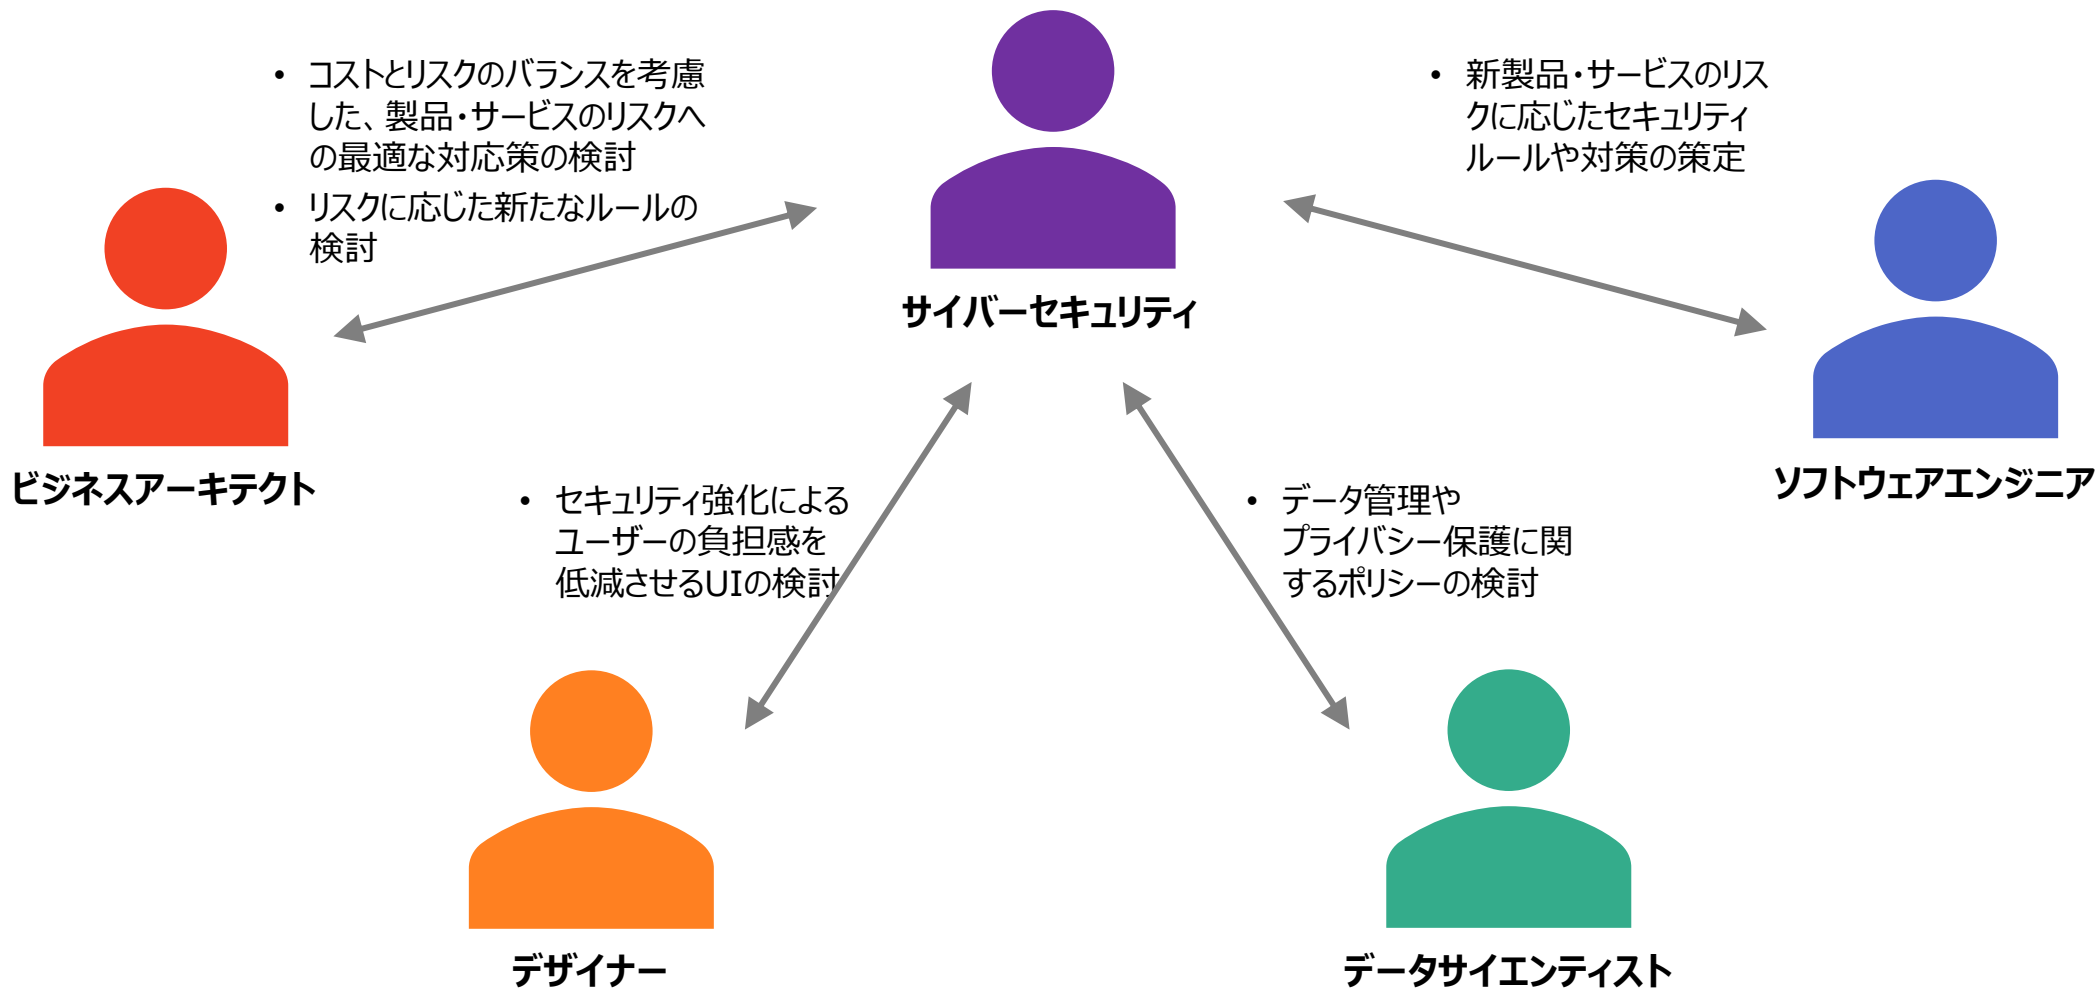 • コストとリスクのバランスを考慮
した、製品・サービスのリスクへ
の最適な対応策の検討
• リスクに応じた新たなルールの
検討
• 新製品・サービスのリス
クに応じたセキュリティ
ルールや対策の策定
サイバーセキュリティ
ビジネスアーキテクト
ソフトウェアエンジニア
• セキュリティ強化による
ユーザーの負担感を
低減させるUIの検討
• データ管理や
プライバシー保護に関
するポリシーの検討
デザイナー
データサイエンティスト